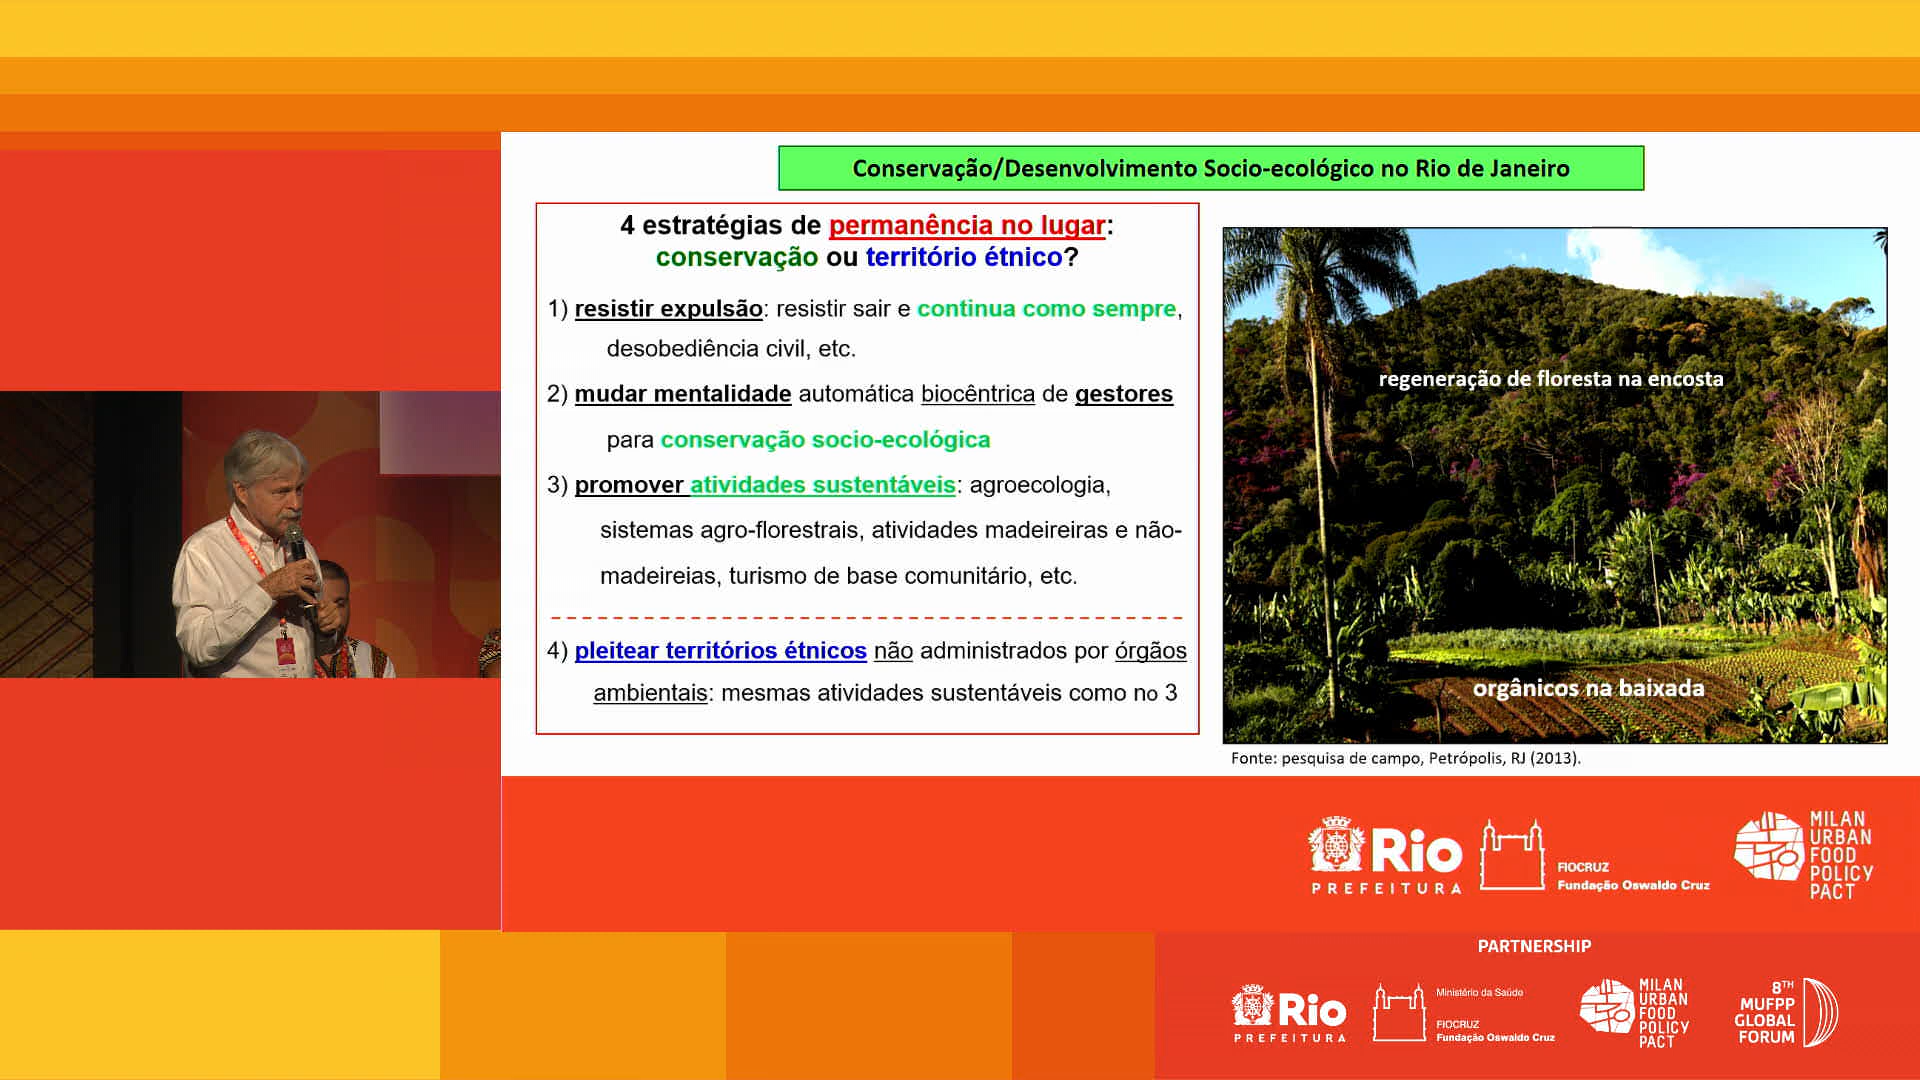 Conservação/Desenvolvimento Socio-ecológico no Rio de Janeiro
4 estratégias de permanência no lugar:
conservação ou território étnico?
1) resistir expulsão: resistir sair e continua como sempre,
desobediência civil, etc.
2) mudar mentalidade automática biocêntrica de gestores
para conservação socio-ecológica
3) promover atividades sustentáveis: agroecologia,
sistemas agro-florestrais, atividades madeireiras e não-
madeireias, turismo de base comunitário, etc.
4) pleitear territórios étnicos não administrados por órgãos
ambientais: mesmas atividades sustentáveis como no 3
regeneração de floresta na encosta
orgânicos na baixada
Fonte: pesquisa de campo, Petrópolis, RJ (2013).
Rio
PREFEITURA
FIOCRUZ
Fundação Oswaldo Cruz
MILAN
URBAN
FOOD
POLICY
PACT
PARTNERSHIP
Rio
PREFEITURA
Ministério da Saúde
FIOCRUZ
Fundação Oswaldo Cruz
MILAN
URBAN
FOOD
POLICY
PACT
8TH
MUFPP
GLOBAL
FORUM